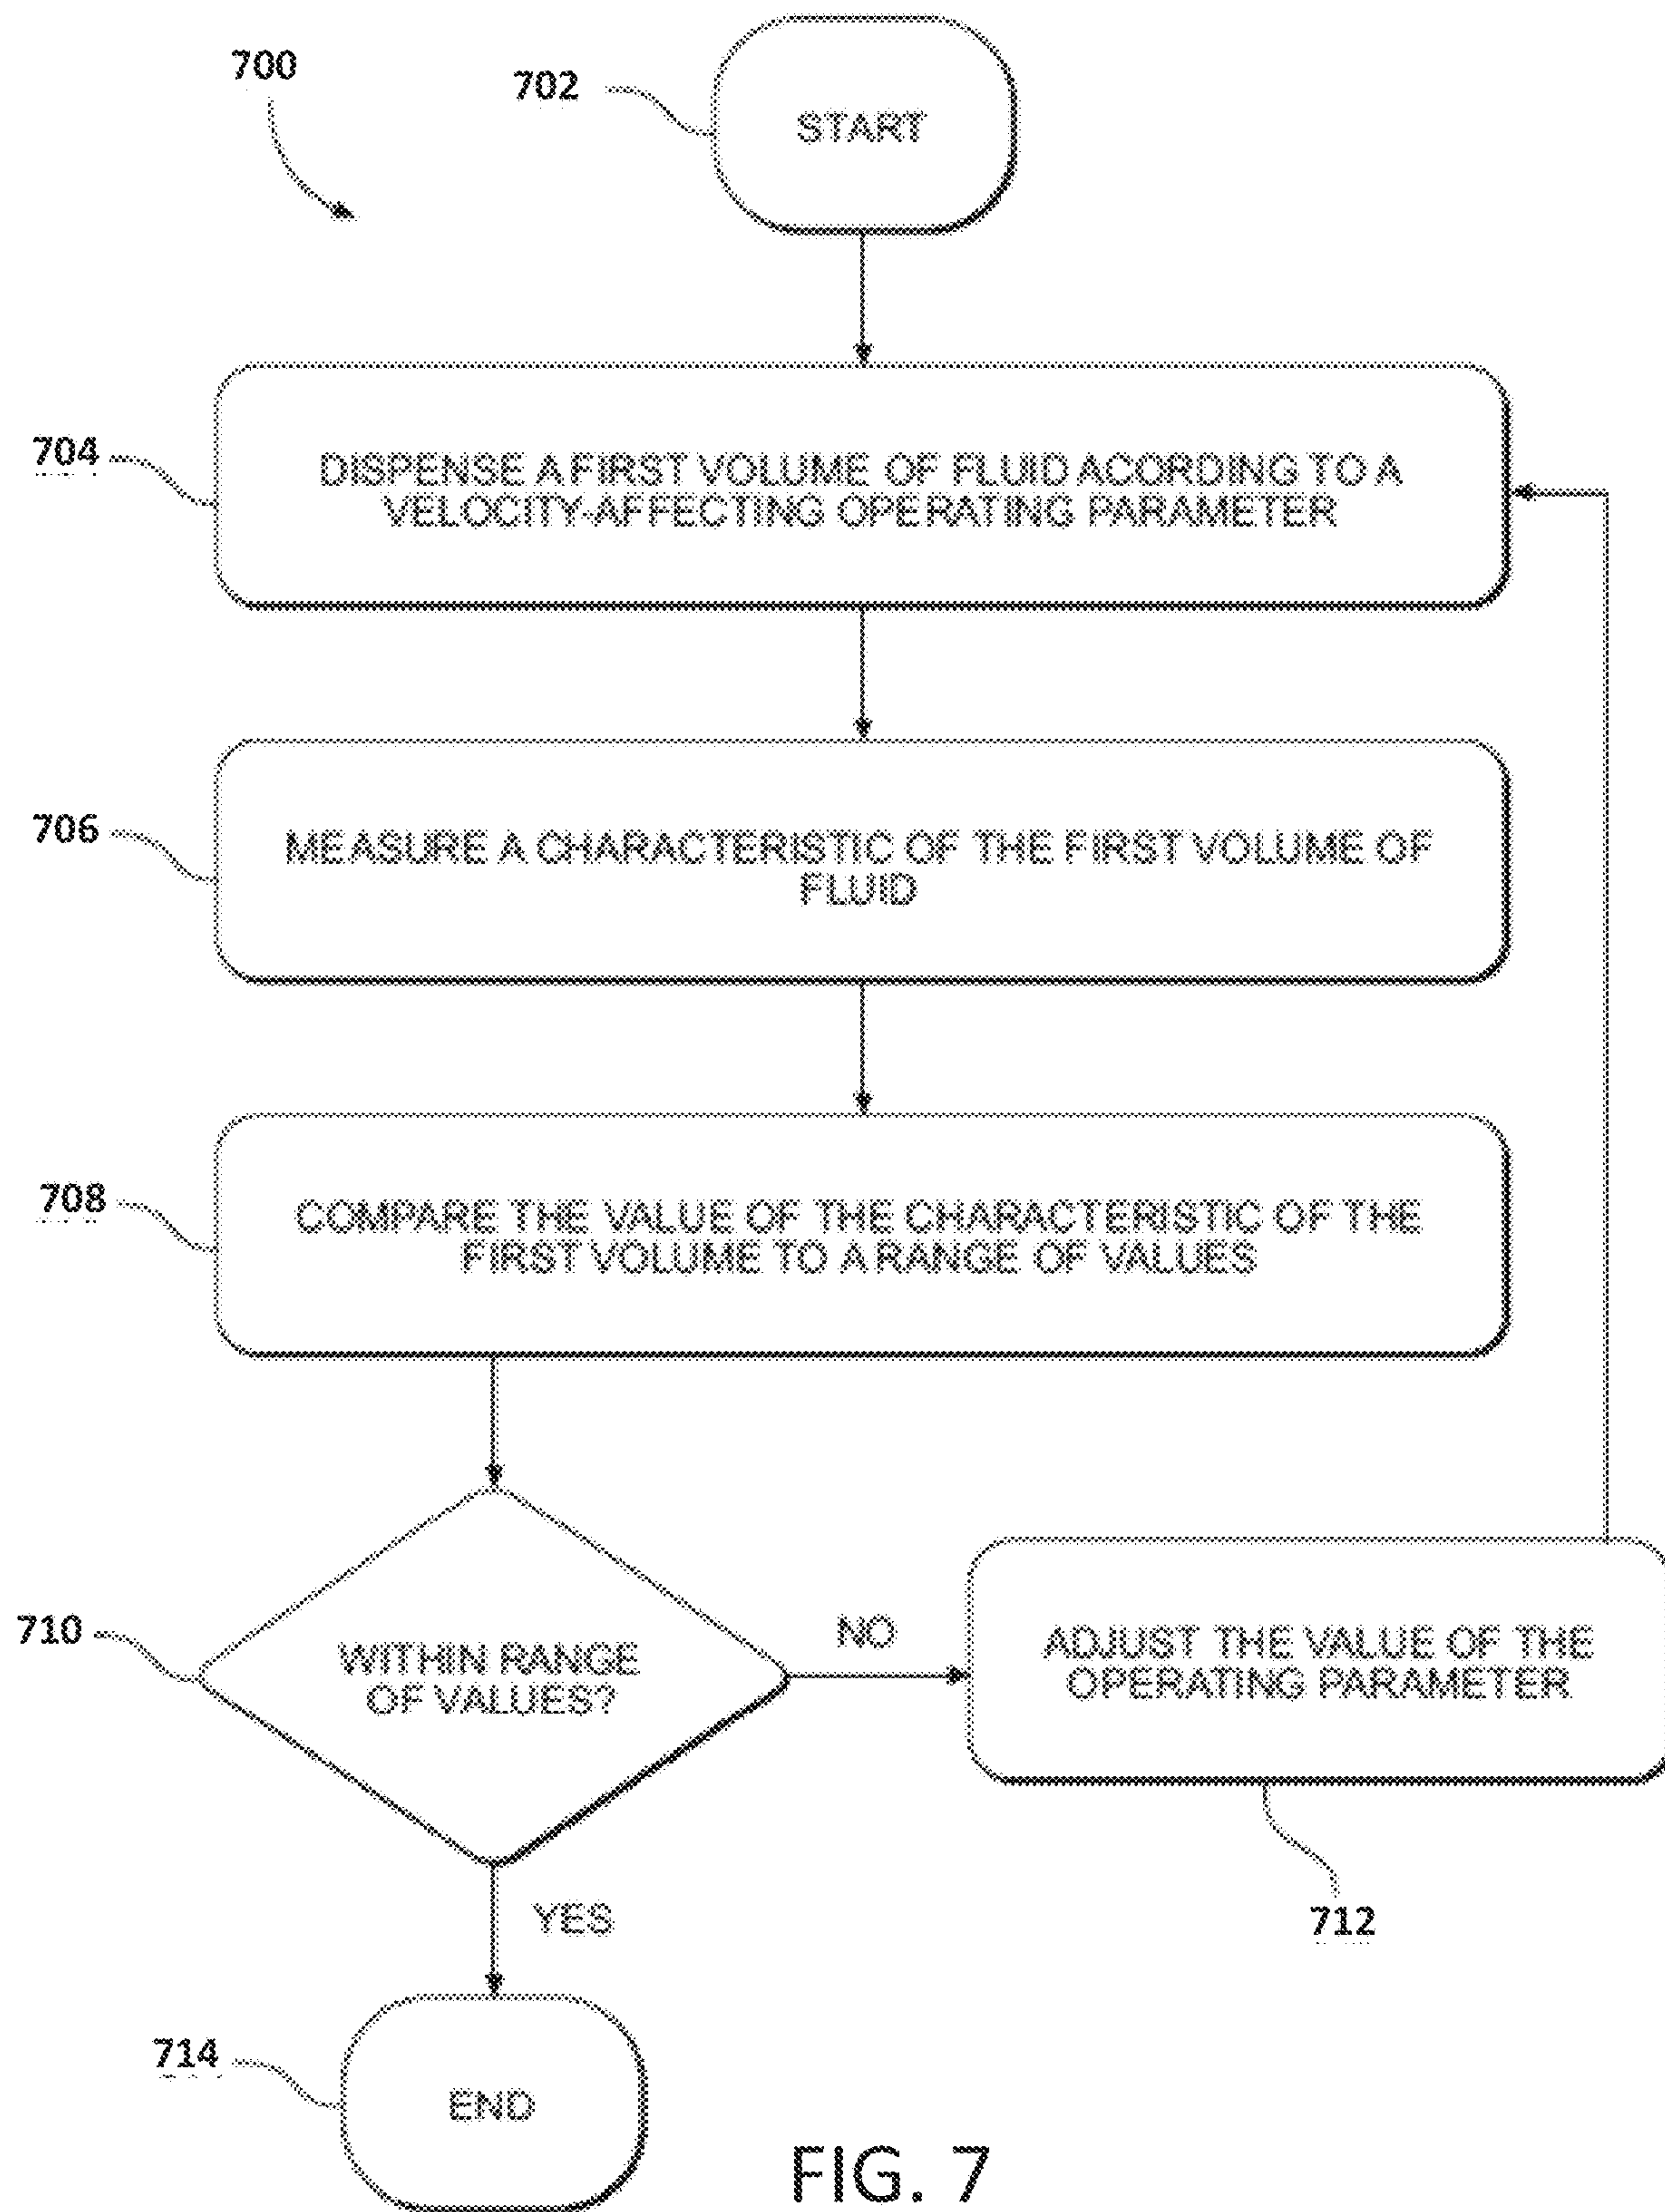 700
702
START
704
DISPENSE A FIRST VOLUME OF FLUID ACORDING TO A
VELOCITY-AFFECTING OPERATING PARAMETER
706
MEASURE A CHARACTERISTIC OF THE FIRST VOLUME OF
FLUID
708
COMPARE THE VALUE OF THE CHARACTERISTIC OF THE
FIRST VOLUME TO A RANGE OF VALUES
710
WITHIN RANGE
OF VALUES?
NO
ADJUST THE VALUE OF THE
OPERATING PARAMETER
712
YES
714
END
FIG. 7